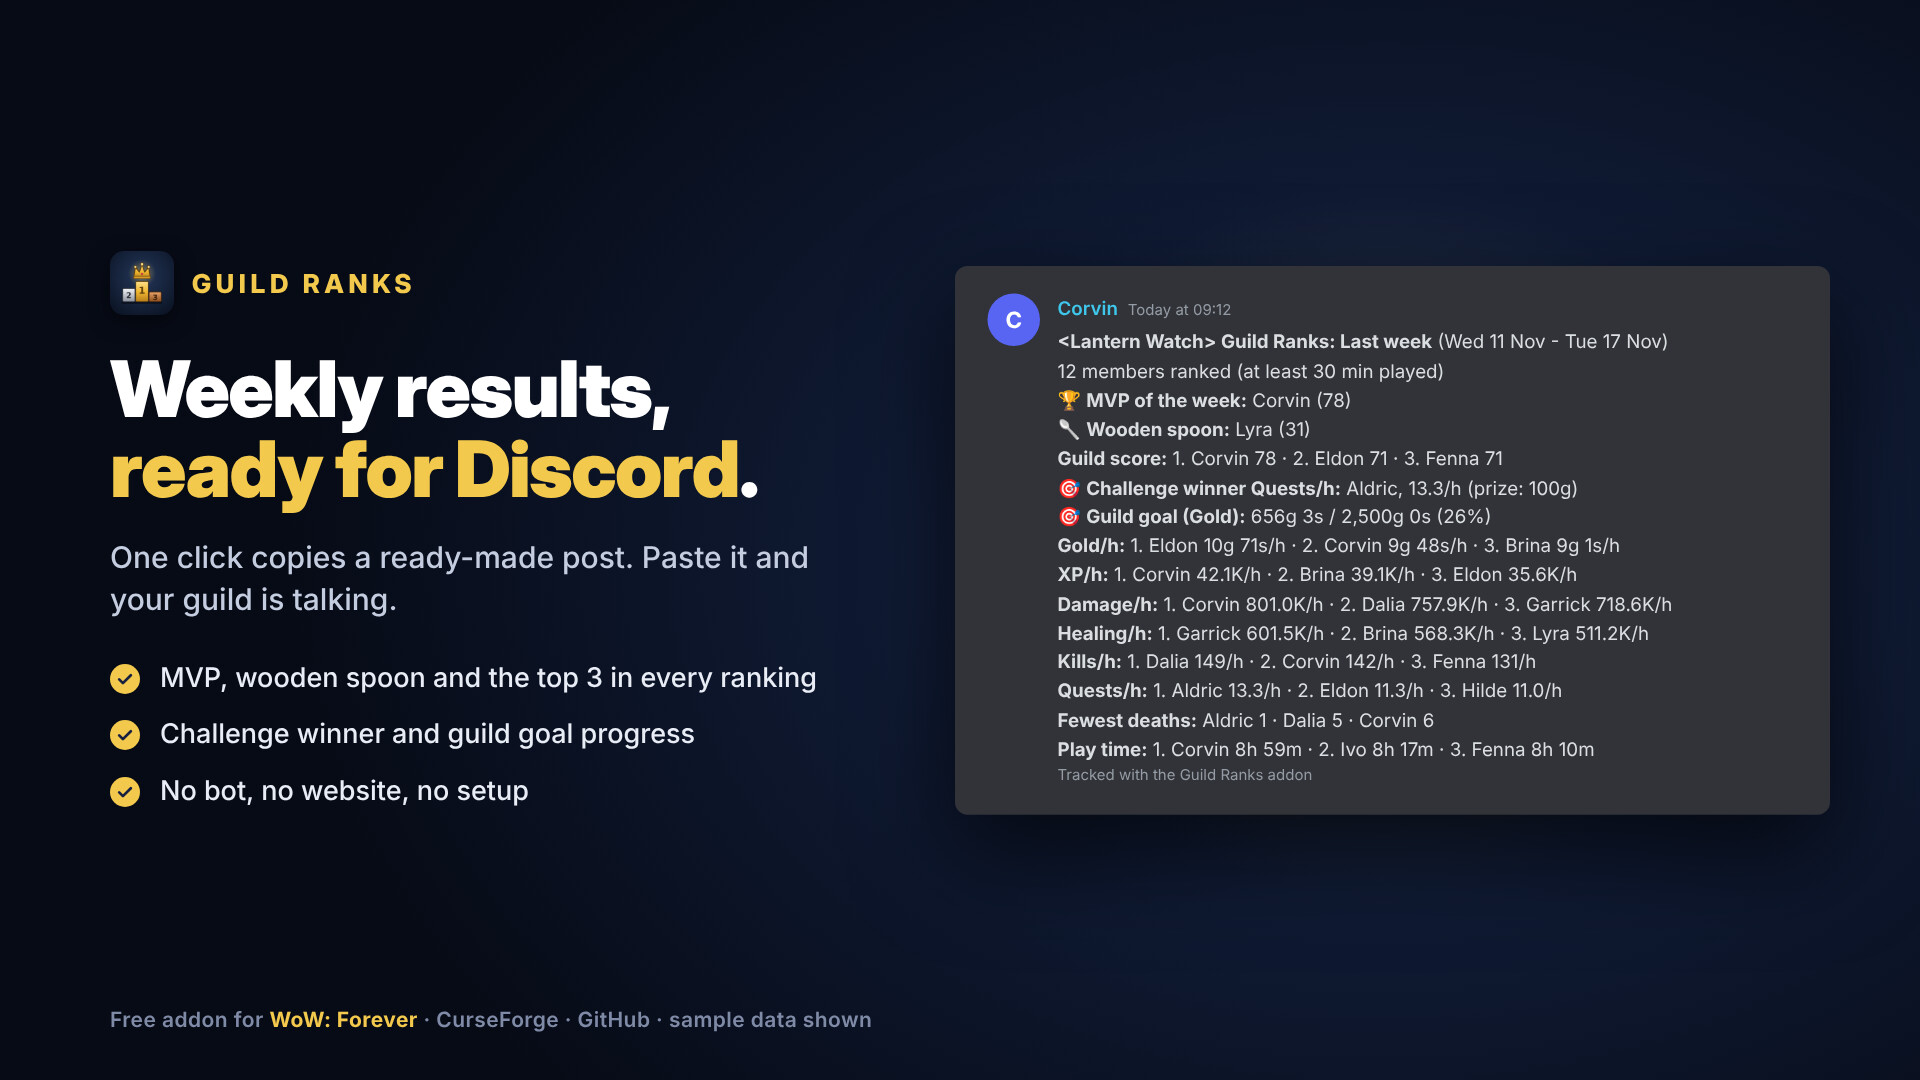 GUILD RANKS
Weekly results,
ready for Discord.
One click copies a ready-made post. Paste it and
your guild is talking.
MVP, wooden spoon and the top 3 in every ranking
Challenge winner and guild goal progress
No bot, no website, no setup
Free addon for WoW: Forever · CurseForge · GitHub · sample data shown
2 1 3
C
Corvin Today at 09:12
<Lantern Watch> Guild Ranks: Last week (Wed 11 Nov - Tue 17 Nov)
12 members ranked (at least 30 min played)
🏆 MVP of the week: Corvin (78)
🥄 Wooden spoon: Lyra (31)
Guild score: 1. Corvin 78 · 2. Eldon 71 · 3. Fenna 71
🎯 Challenge winner Quests/h: Aldric, 13.3/h (prize: 100g)
🎯 Guild goal (Gold): 656g 3s / 2,500g 0s (26%)
Gold/h: 1. Eldon 10g 71s/h · 2. Corvin 9g 48s/h · 3. Brina 9g 1s/h
XP/h: 1. Corvin 42.1K/h · 2. Brina 39.1K/h · 3. Eldon 35.6K/h
Damage/h: 1. Corvin 801.0K/h · 2. Dalia 757.9K/h · 3. Garrick 718.6K/h
Healing/h: 1. Garrick 601.5K/h · 2. Brina 568.3K/h · 3. Lyra 511.2K/h
Kills/h: 1. Dalia 149/h · 2. Corvin 142/h · 3. Fenna 131/h
Quests/h: 1. Aldric 13.3/h · 2. Eldon 11.3/h · 3. Hilde 11.0/h
Fewest deaths: Aldric 1 · Dalia 5 · Corvin 6
Play time: 1. Corvin 8h 59m · 2. Ivo 8h 17m · 3. Fenna 8h 10m
Tracked with the Guild Ranks addon